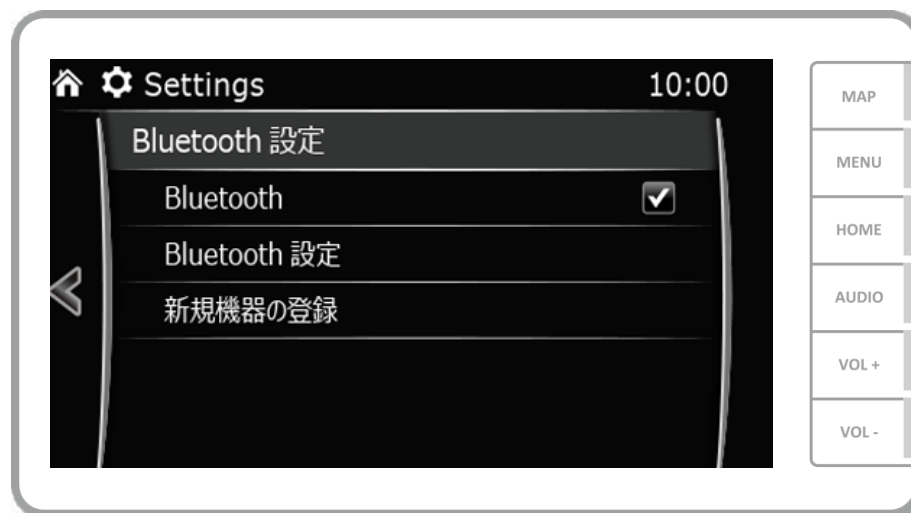 Settings 10:00
Bluetooth 設定
Bluetooth
Bluetooth 設定
新規機器の登録
MAP
MENU
HOME
AUDIO
VOL +
VOL -